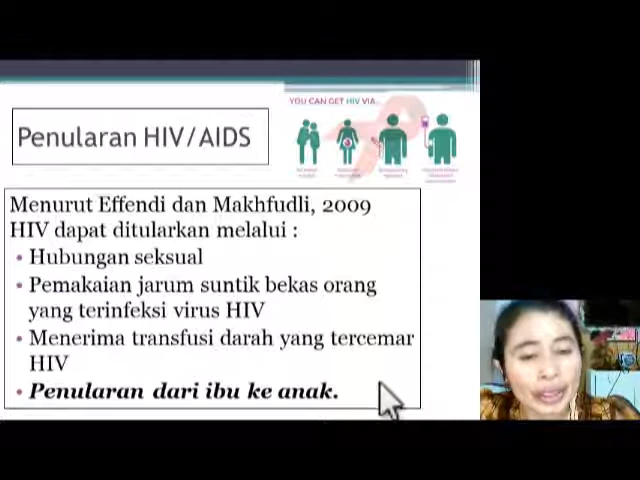 YOU CAN GET HIV VIA...
Penularan HIV/AIDS
Menurut Effendi dan Makhfudli, 2009
HIV dapat ditularkan melalui :
• Hubungan seksual
• Pemakaian jarum suntik bekas orang
yang terinfeksi virus HIV
• Menerima transfusi darah yang tercemar
HIV
• Penularan dari ibu ke anak.